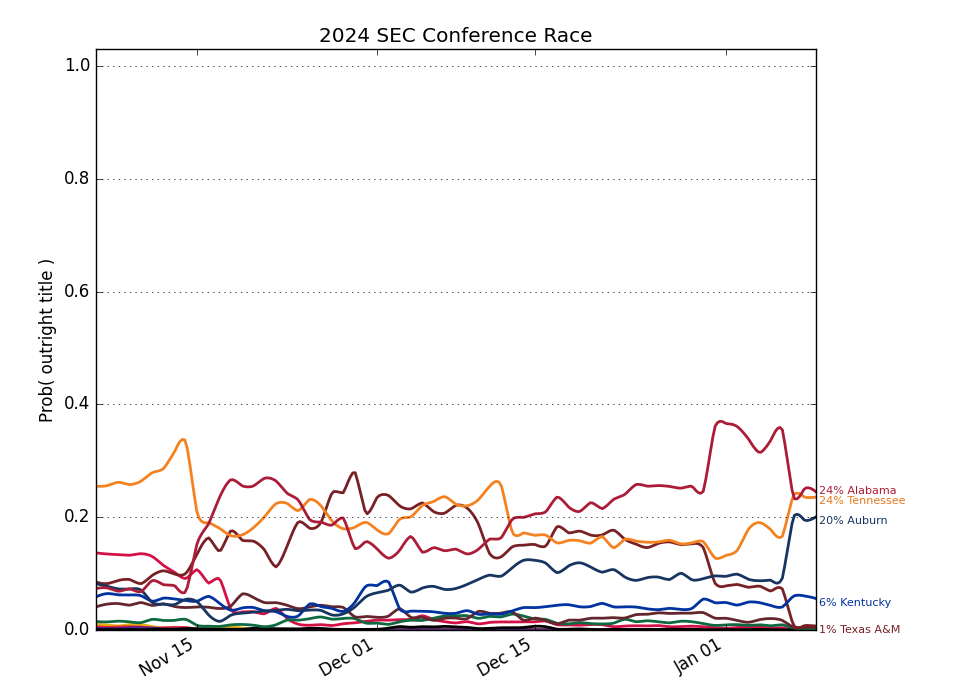 2024 SEC Conference Race
Prob( outright title )
1.0
0.8
0.6
0.4
0.2
0.0
Nov 15
Dec 01
Dec 15
Jan 01
24% Alabama
24% Tennessee
20% Auburn
6% Kentucky
1% Texas A&M